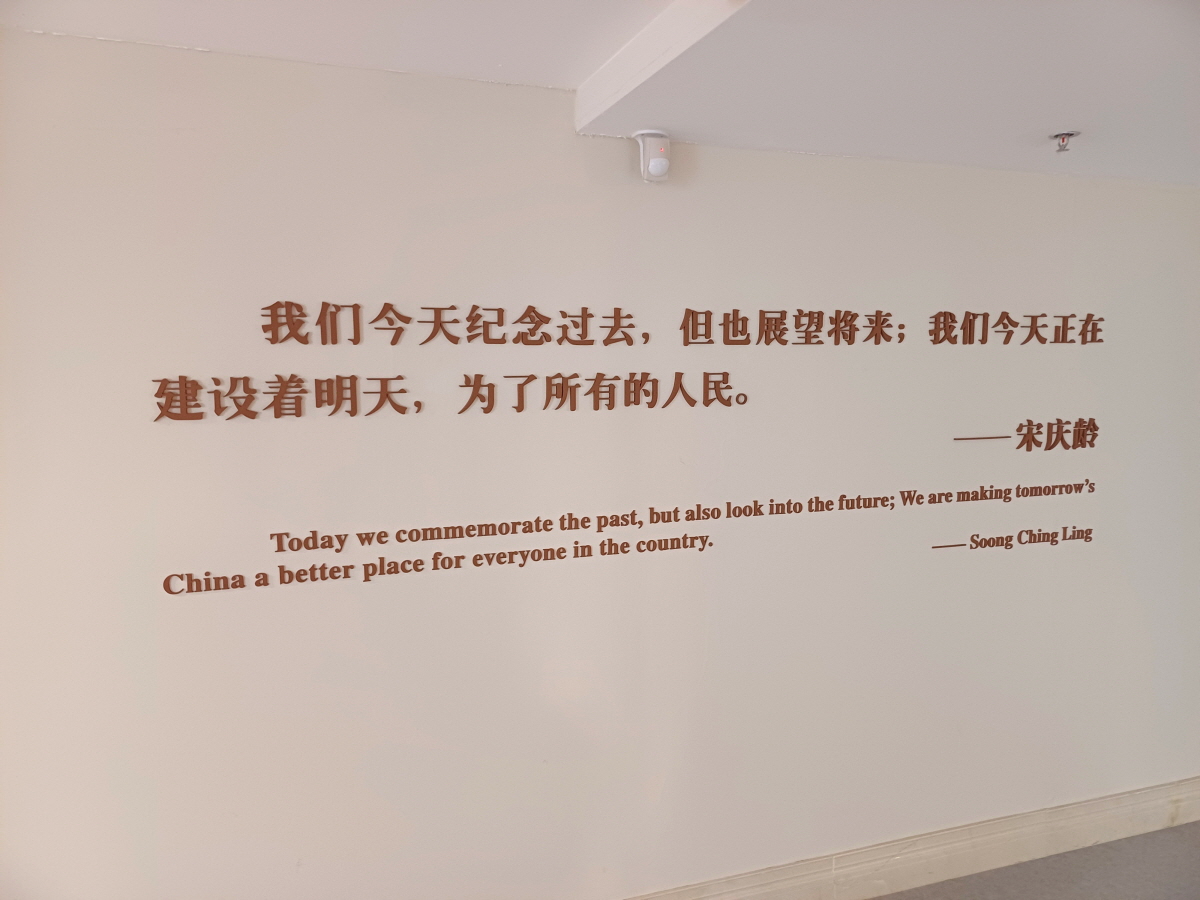 我们今天纪念过去，但也展望将来；我们今天正在
建设着明天，为了所有的人民。
——宋庆龄
Today we commemorate the past, but also look into the future; We are making tomorrow's
China a better place for everyone in the country.
——Soong Ching Ling